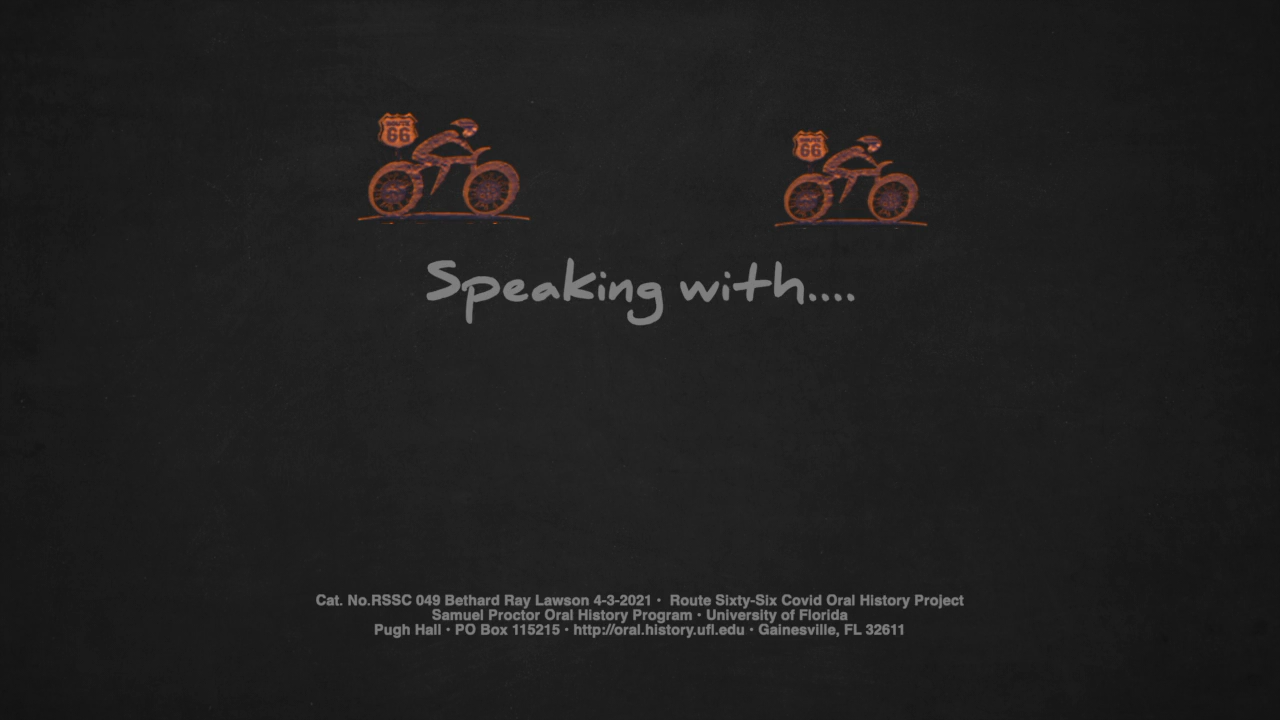 ROUTE
66
ROUTE
66
Speaking with....
Cat. No.RSSC 049 Bethard Ray Lawson 4-3-2021 • Route Sixty-Six Covid Oral History Project
Samuel Proctor Oral History Program • University of Florida
Pugh Hall • PO Box 115215 • http://oral.history.ufl.edu • Gainesville, FL 32611